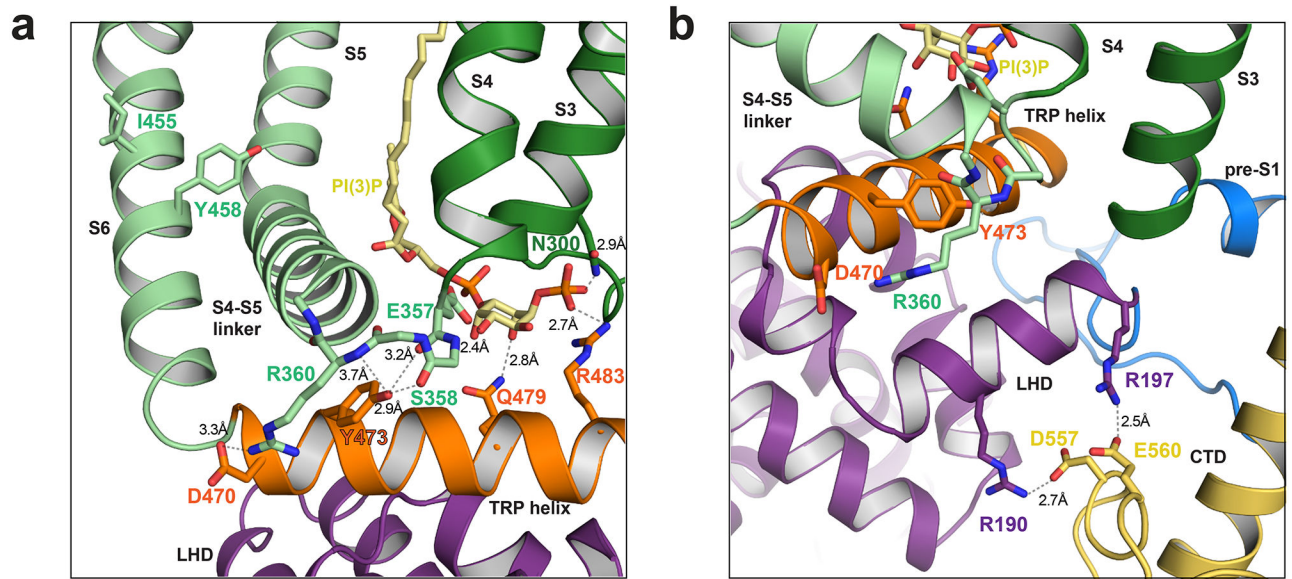 a
S5
S4
S3
I455
PI(3)P
Y458
S6
N300
2.9Å
S4-S5
linker
E357
2.7Å
3.2Å
2.4Å
R360
2.8Å
3.7Å
R483
S358
Q479
2.9Å
Y473
3.3Å
D470
TRP helix
LHD
b
S4
PI(3)P
S3
S4-S5
linker
TRP helix
pre-S1
Y473
D470
R360
LHD
R197
2.5Å
D557
E560
CTD
2.7Å
R190